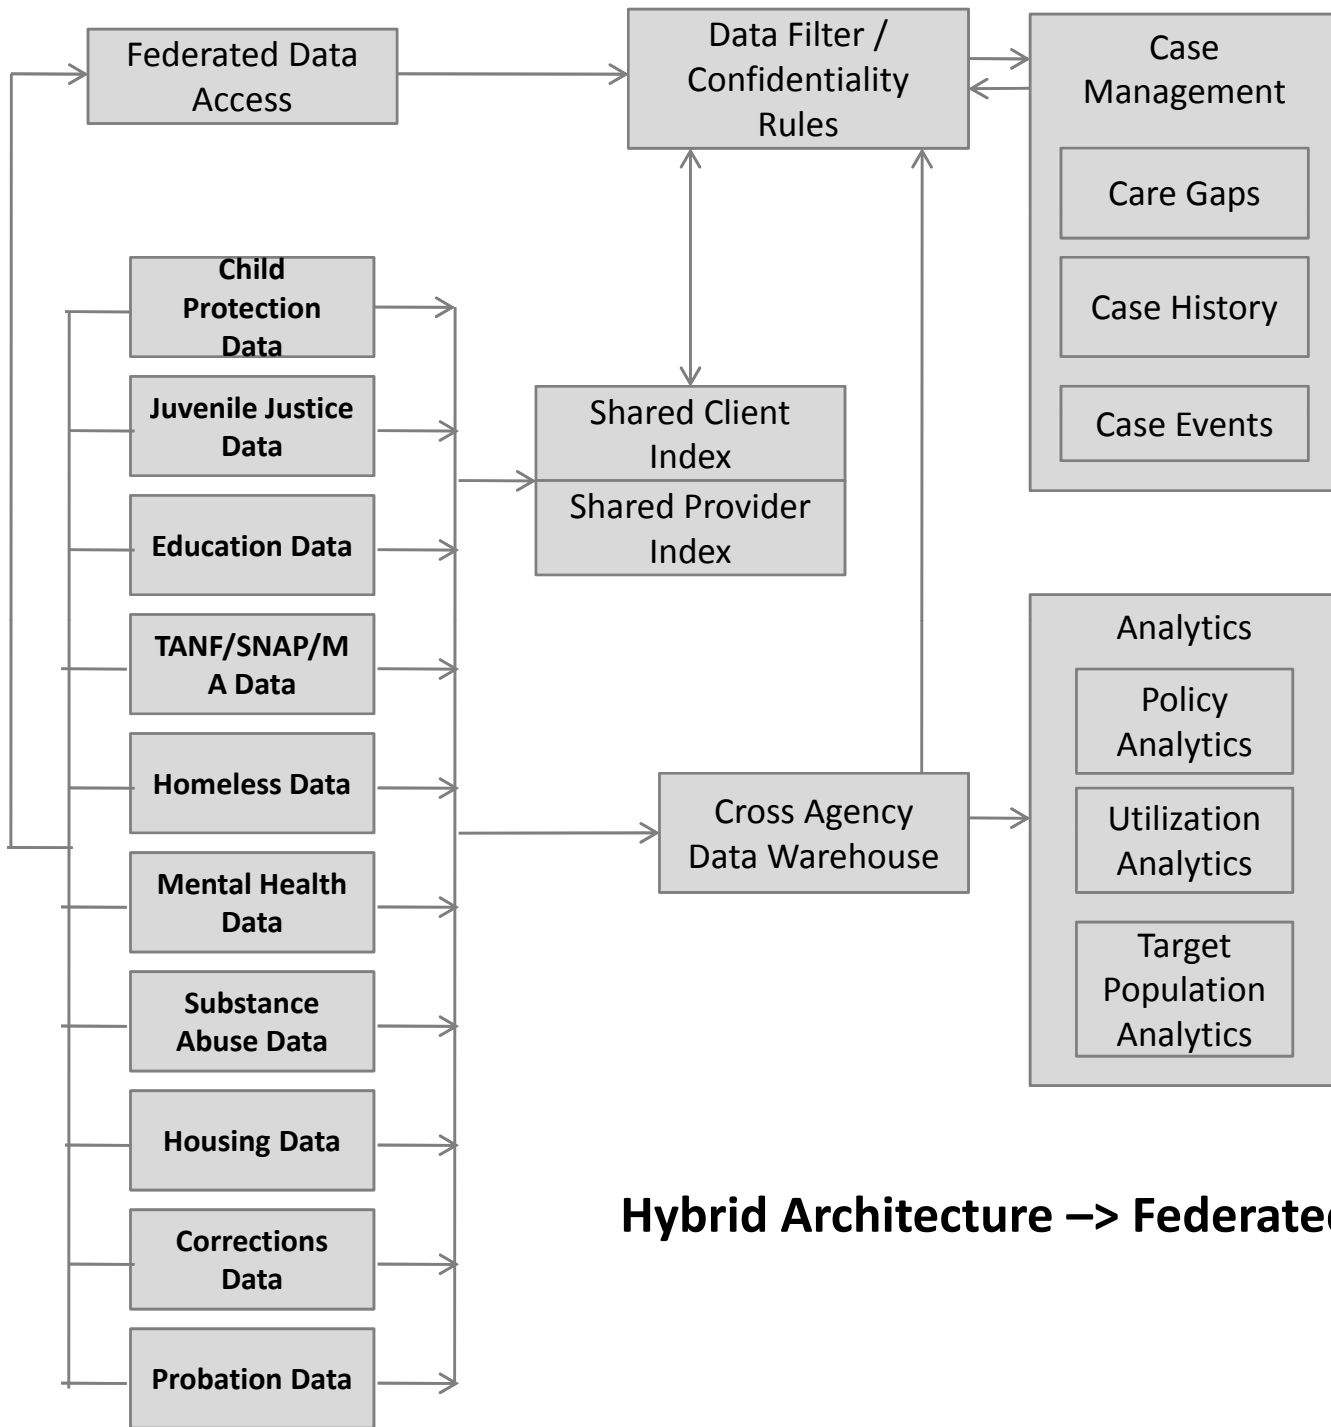 Federated Data
Access
Data Filter /
Confidentiality
Rules
Case
Management
Care Gaps
Case History
Case Events
Child
Protection
Data
Juvenile Justice
Data
Education Data
TANF/SNAP/M
A Data
Homeless Data
Mental Health
Data
Substance
Abuse Data
Housing Data
Corrections
Data
Probation Data
Shared Client
Index
Shared Provider
Index
Cross Agency
Data Warehouse
Analytics
Policy
Analytics
Utilization
Analytics
Target
Population
Analytics
Hybrid Architecture –> Federated